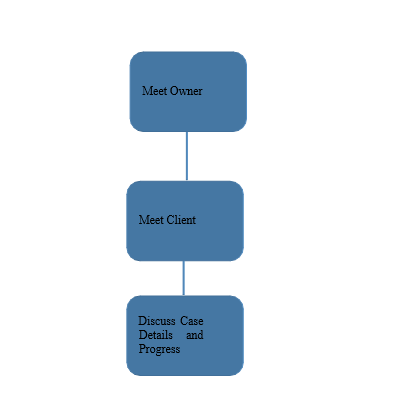 Meet Owner
Meet Client
Discuss Case
Details and
Progress